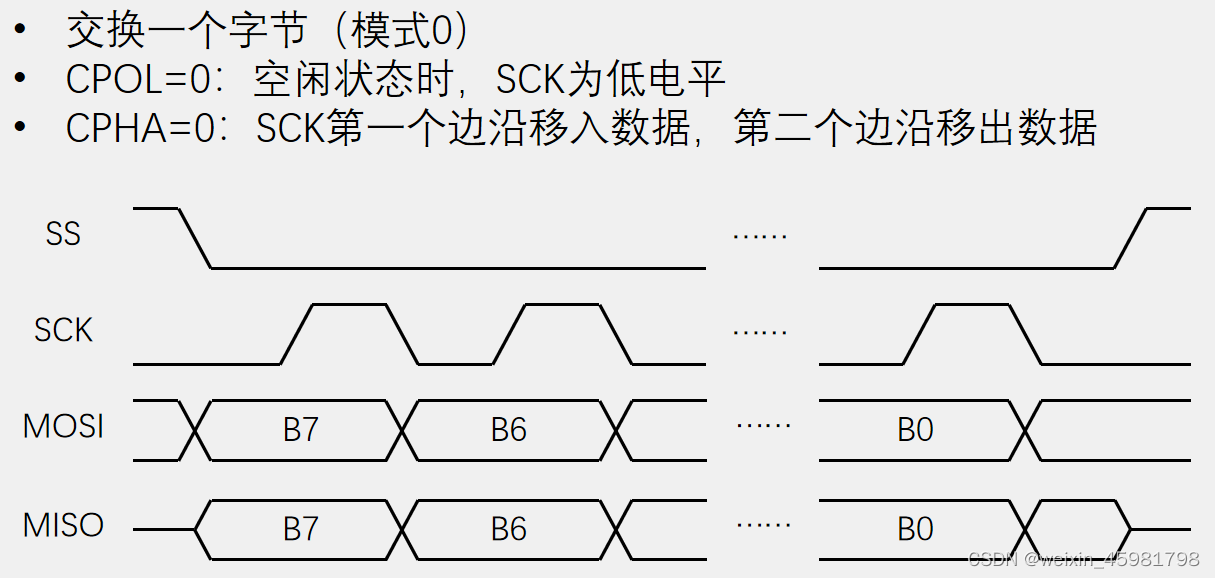 • 交换一个字节（模式0）
• CPOL=0：空闲状态时，SCK为低电平
• CPHA=0：SCK第一个边沿移入数据，第二个边沿移出数据
SS ……
SCK ……
MOSI B7 B6 …… B0
MISO B7 B6 …… B0
CSDN @weixin_45981798